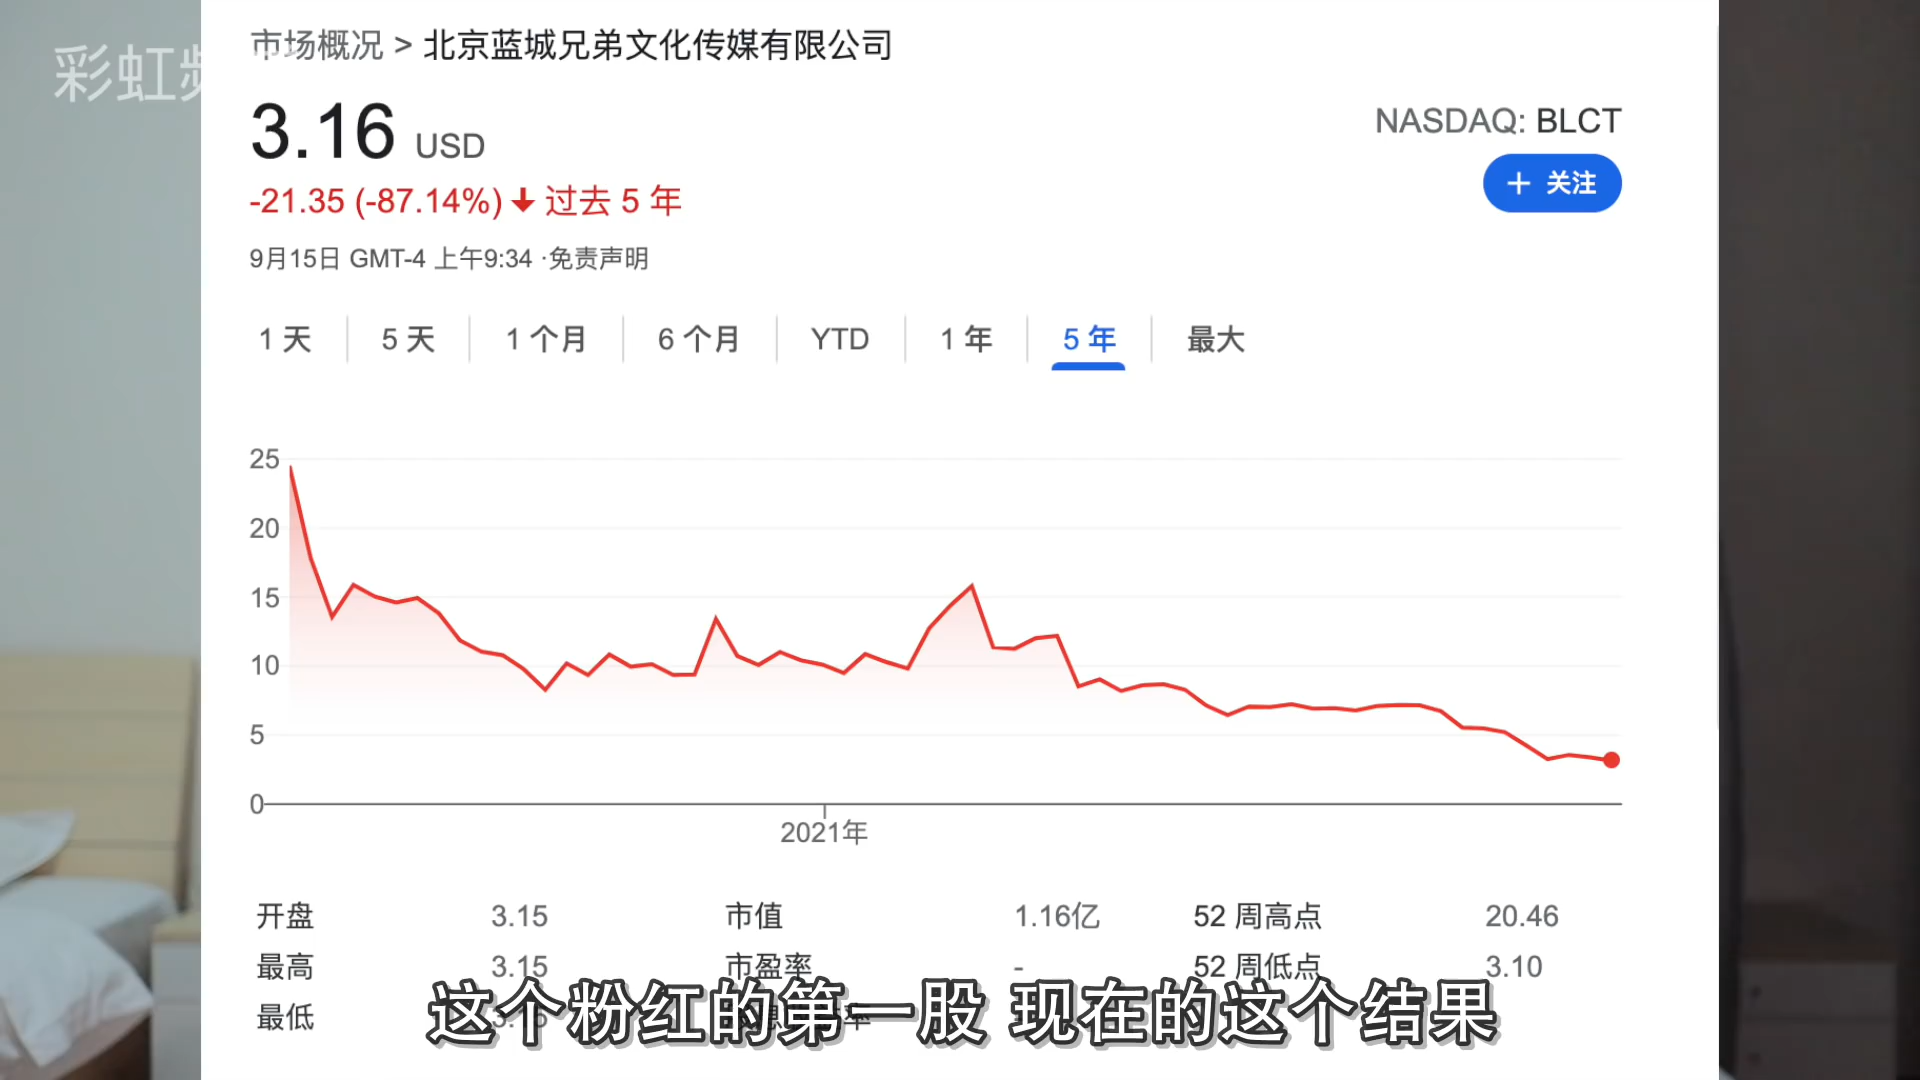 彩虹频
市场概况 > 北京蓝城兄弟文化传媒有限公司
3.16 USD
NASDAQ: BLCT
+ 关注
-21.35 (-87.14%) ↓ 过去 5 年
9月15日 GMT-4 上午9:34 ·免责声明
1 天 5 天 1 个月 6 个月 YTD 1 年 5 年 最大
25
20
15
10
5
0
2021年
开盘 3.15 市值 1.16亿 52 周高点 20.46
最高 3.15 市盈率 - 52 周低点 3.10
最低
这个粉红的第一股 现在的这个结果